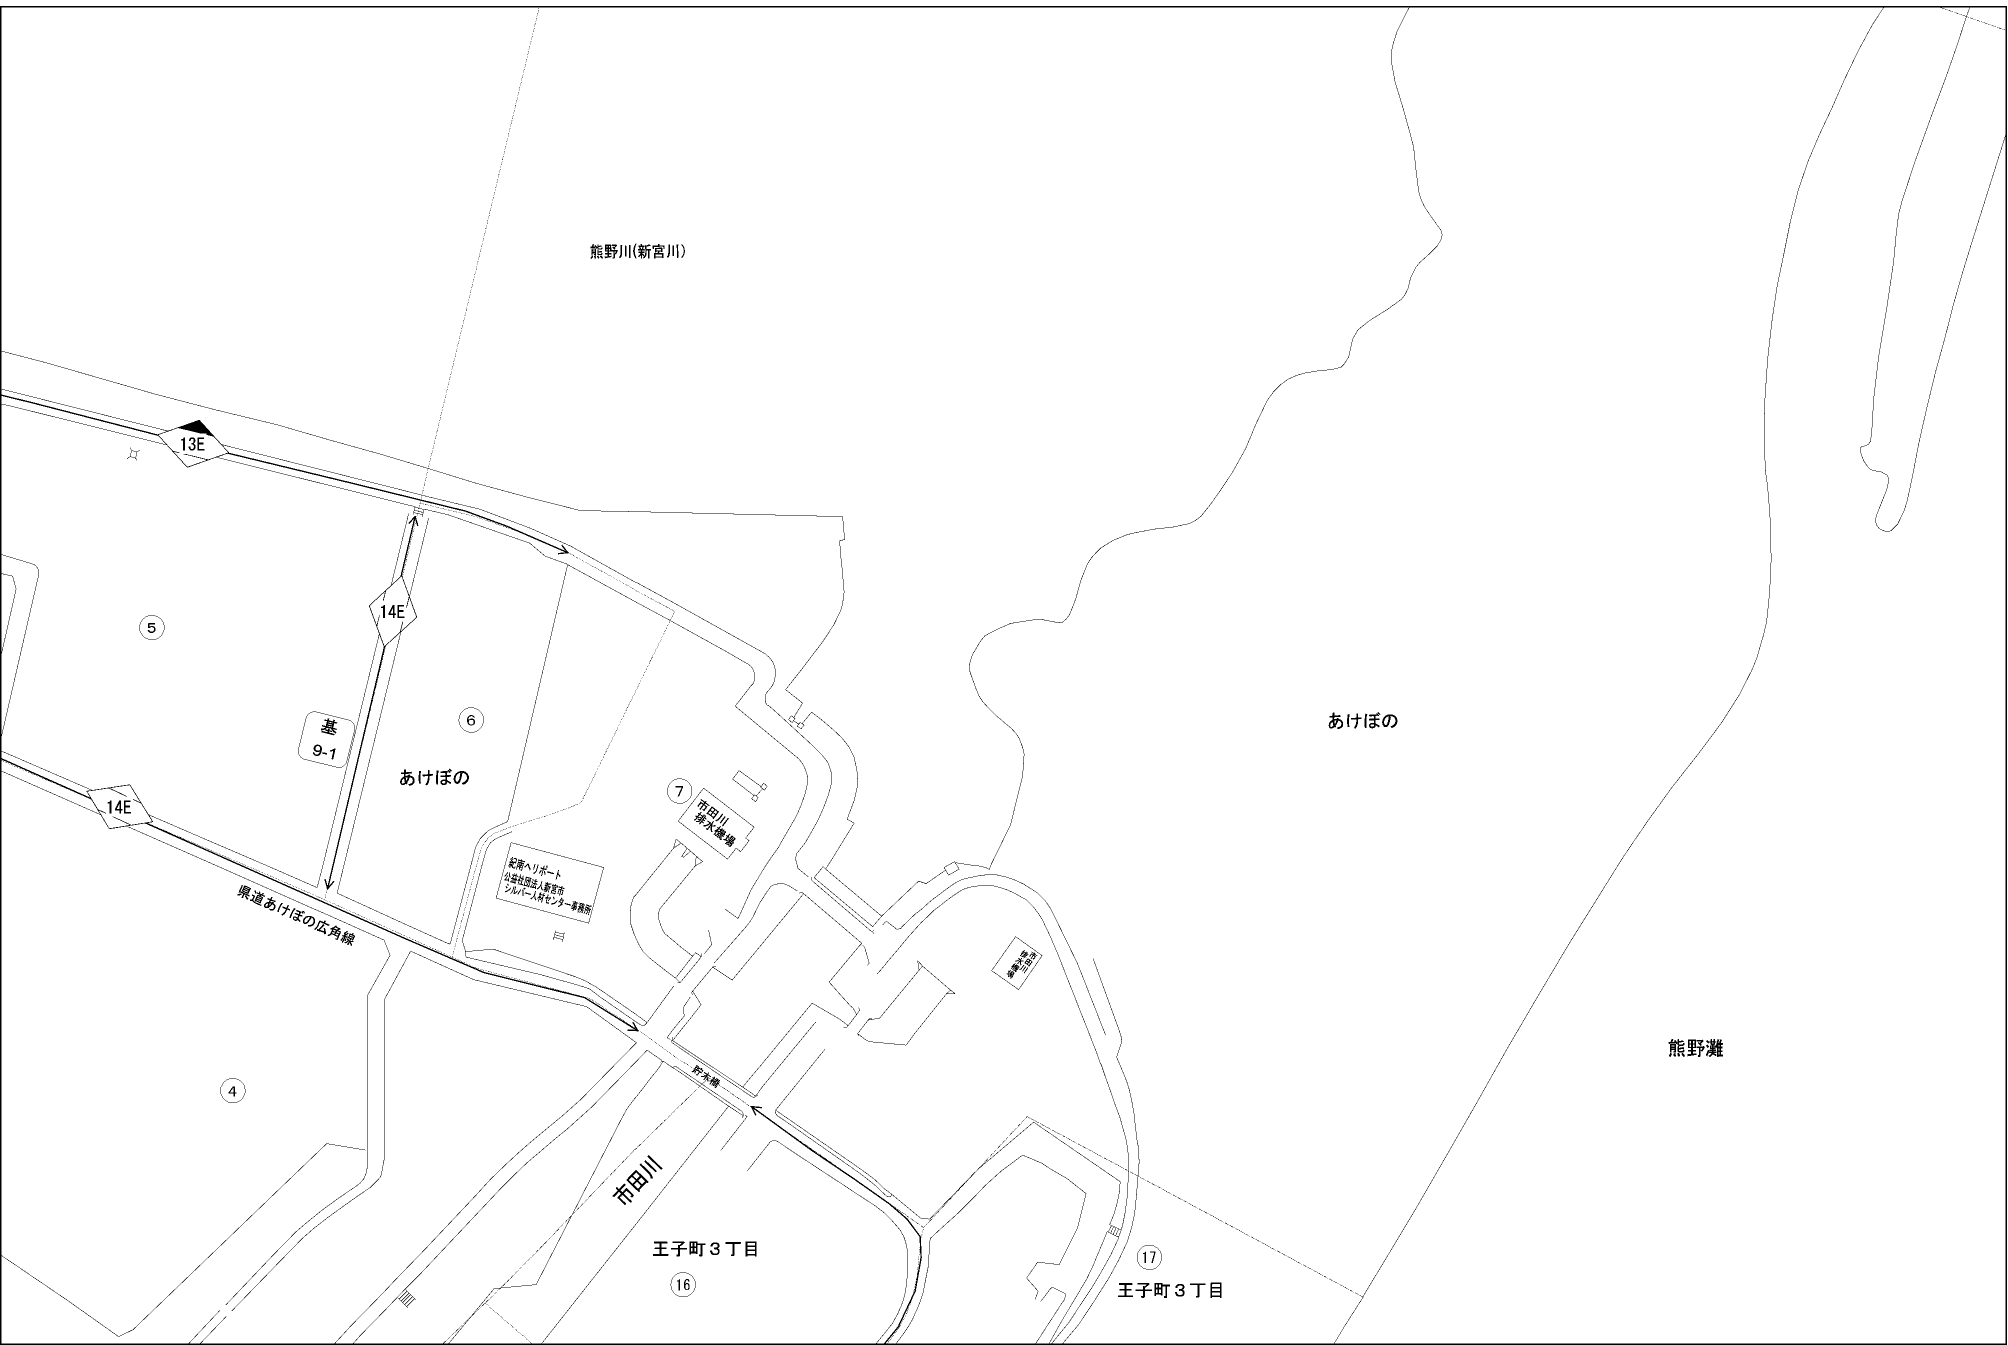 熊野川(新宮川)
13E
14E
5
基
9-1
6
あけぼの
あけぼの
7
市田川
排水機場
14E
紀南ヘリポート
公益社団法人新宮市
シルバー人材センター事務所
県道あけぼの広角線
市田川
排水機場
熊野灘
貯木橋
4
市田川
王子町3丁目
16
17
王子町3丁目